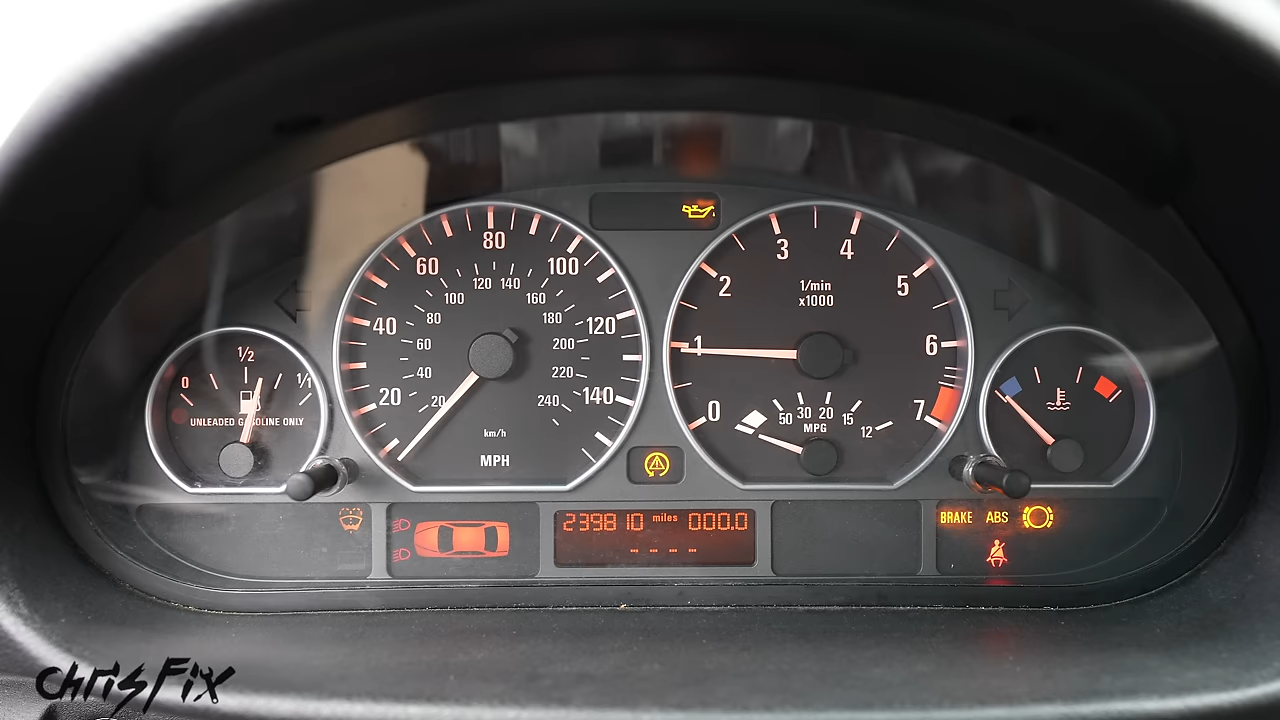 80
60 100
120 140
100 160
80 180
40 120
60 200
40 220
20 140
20 240
km/h
MPH
3 4
2 5
1/min
x1000
1 6
0 7
50 30 20 15 12
MPG
1/2
0 1/1
UNLEADED GASOLINE ONLY
239810 miles 000.0
BRAKE ABS
chrisFix